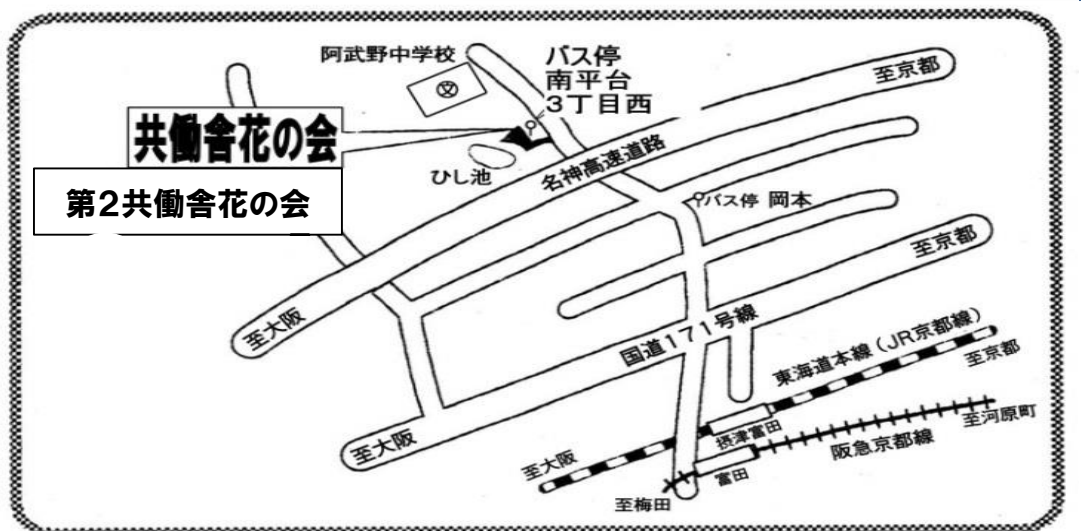 阿武野中学校
文
バス停
南平台
3丁目西
至京都
共働舎花の会
第2共働舎花の会
ひし池
名神高速道路
バス停 岡本
至京都
至大阪
国道171号線
東海道本線(JR京都線)
至京都
至河原町
至大阪
摂津富田
阪急京都線
至大阪
富田
至梅田